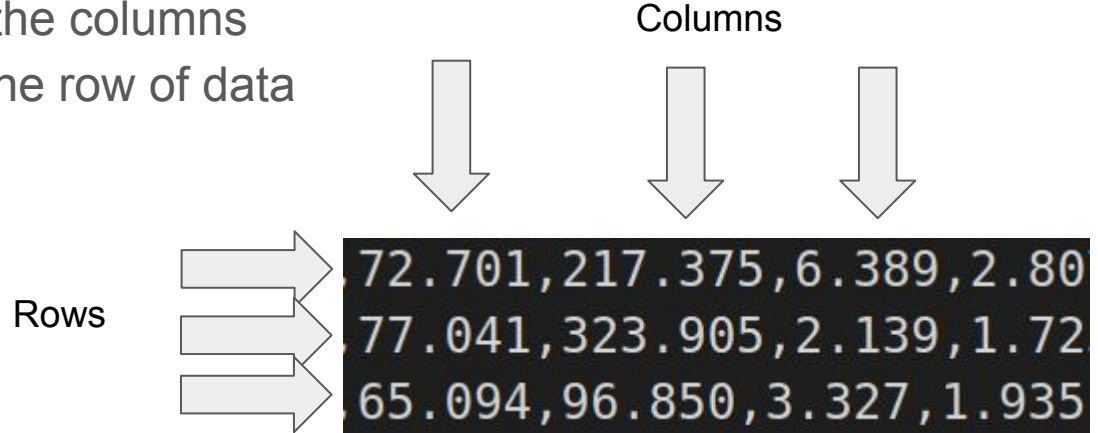 the columns
Columns
ne row of data
Rows
,72.701,217.375,6.389,2.80
,77.041,323.905,2.139,1.72.
,65.094,96.850,3.327,1.935